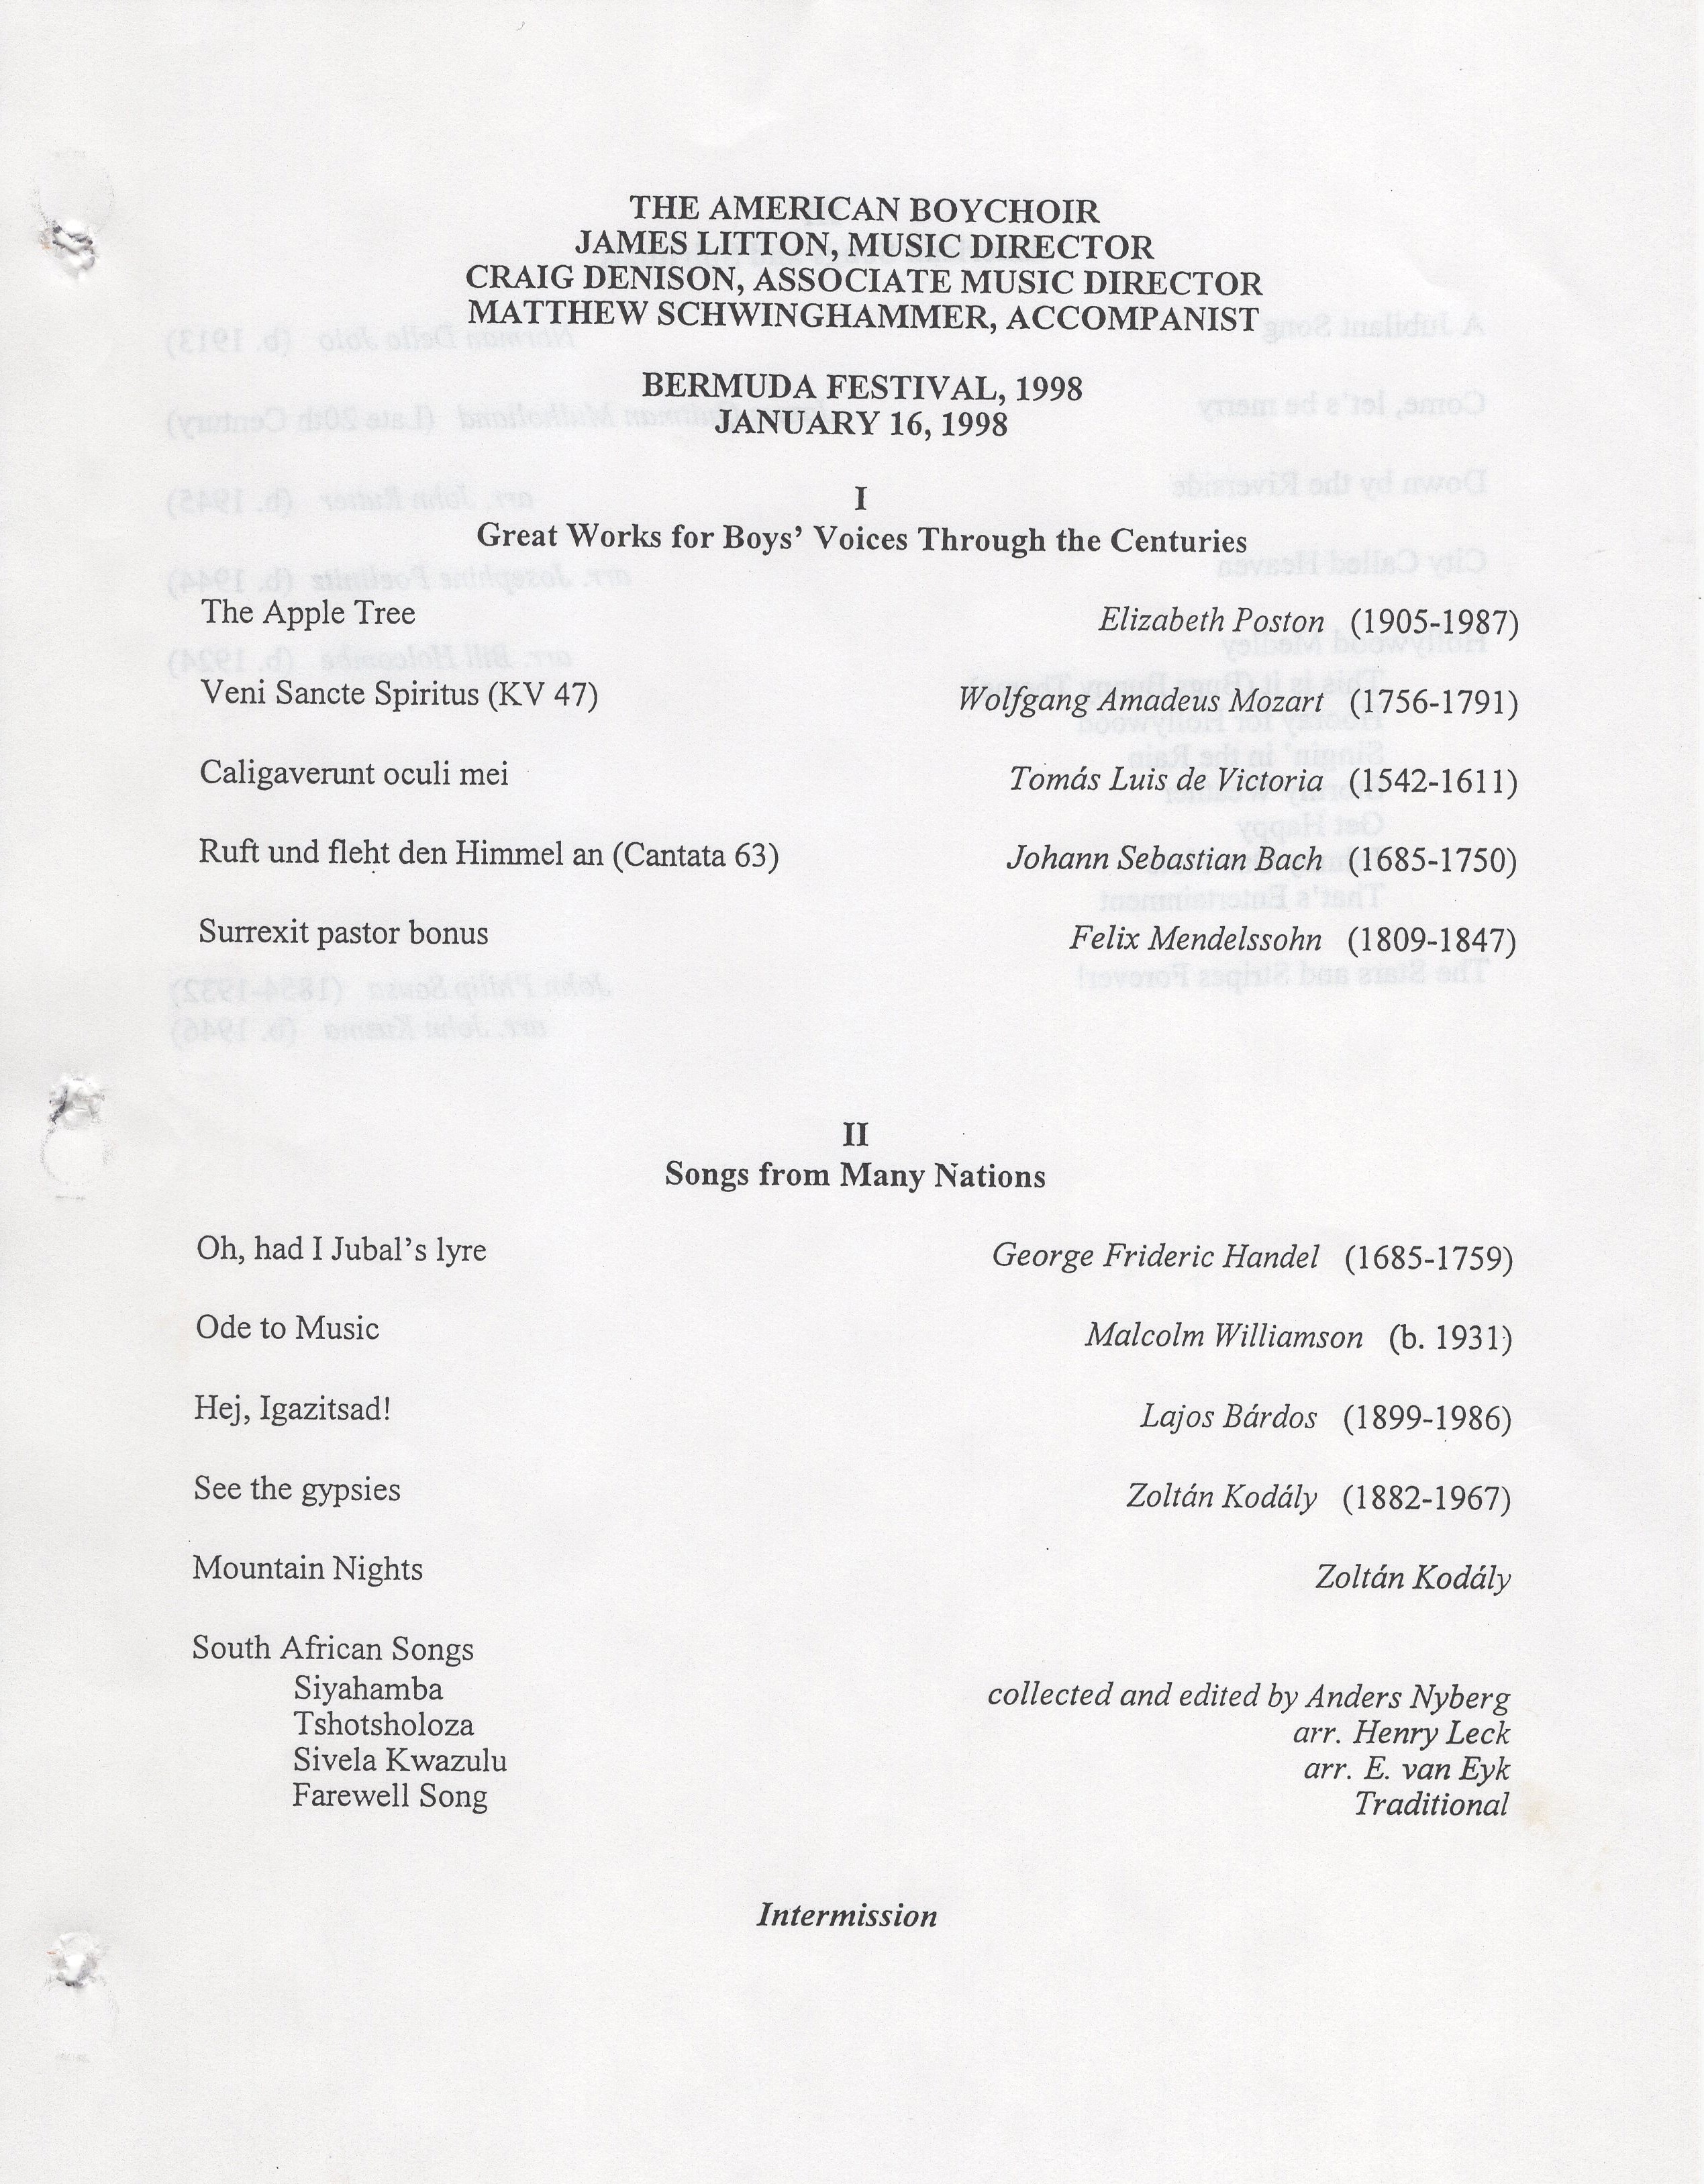 THE AMERICAN BOYCHOIR
JAMES LITTON, MUSIC DIRECTOR
CRAIG DENISON, ASSOCIATE MUSIC DIRECTOR
MATTHEW SCHWINGHAMMER, ACCOMPANIST
BERMUDA FESTIVAL, 1998
JANUARY 16, 1998
I
Great Works for Boys’ Voices Through the Centuries
The Apple Tree Elizabeth Poston (1905-1987)
Veni Sancte Spiritus (KV 47) Wolfgang Amadeus Mozart (1756-1791)
Caligaverunt oculi mei Tomás Luis de Victoria (1542-1611)
Ruft und fleht den Himmel an (Cantata 63) Johann Sebastian Bach (1685-1750)
Surrexit pastor bonus Felix Mendelssohn (1809-1847)
II
Songs from Many Nations
Oh, had I Jubal’s lyre George Frideric Handel (1685-1759)
Ode to Music Malcolm Williamson (b. 1931)
Hej, Igazitsad! Lajos Bárdos (1899-1986)
See the gypsies Zoltán Kodály (1882-1967)
Mountain Nights Zoltán Kodály
South African Songs
Siyahamba collected and edited by Anders Nyberg
Tshotsholoza arr. Henry Leck
Sivela Kwazulu arr. E. van Eyk
Farewell Song Traditional
Intermission